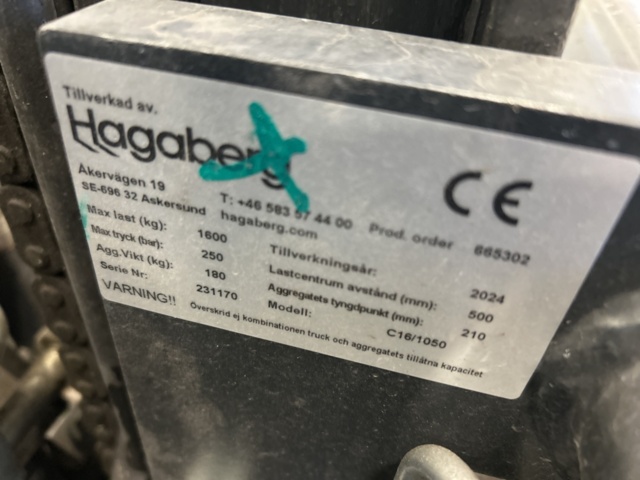 Tillverkad av.
Hagaberg
Åkervägen 19
SE-696 32 Askersund
T: +46 583 97 44 00
hagaberg.com
CE
Prod. order 665302
Max last (kg): 1600
Max tryck (bar): 250
Agg.Vikt (kg): 180
Serie Nr: 231170
Tillverkningsår: 2024
Lastcentrum avstånd (mm): 500
Aggregatets tyngdpunkt (mm): 210
Modell: C16/1050
VARNING!! Överskrid ej kombinationen truck och aggregatets tillåtna kapacitet